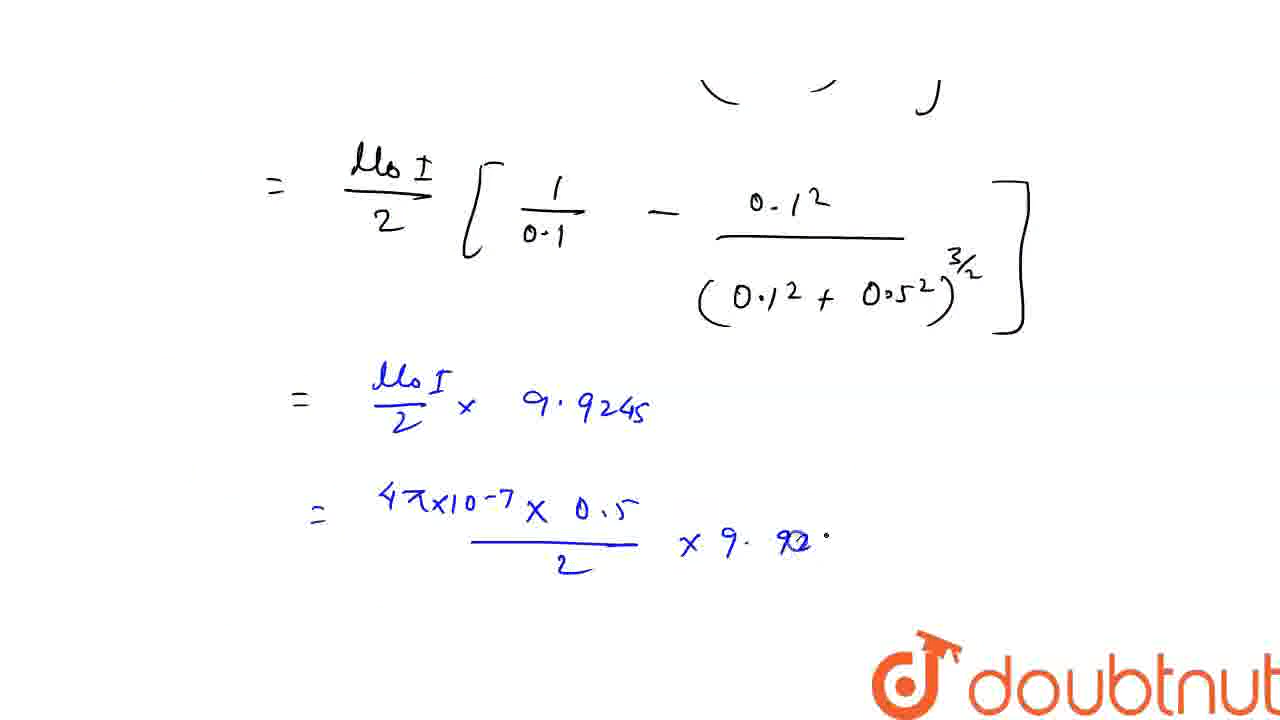 = μ₀I/2 [ 1/0.1 − 0.1²/(0.1² + 0.5²)^3/2 ]
= μ₀I/2 × 9.9245
= 4π×10⁻⁷ × 0.5/2 × 9.92
doubtnut